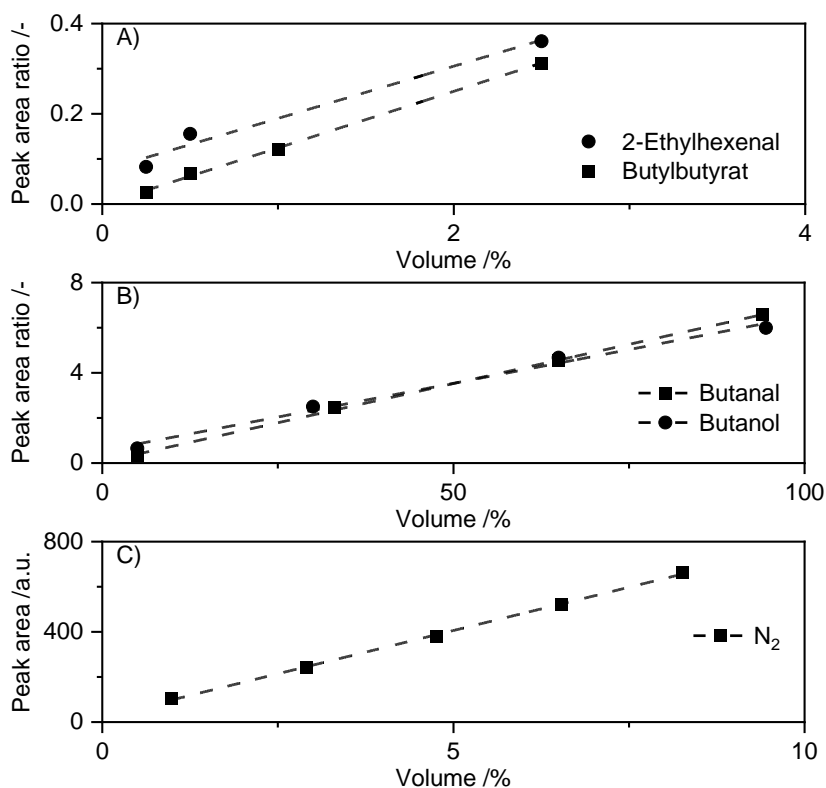 A)
Peak area ratio /-
0.4
0.2
0.0
2-Ethylhexenal
Butylbutyrat
0
2
4
Volume /%
B)
Peak area ratio /-
8
4
0
Butanal
Butanol
0
50
100
Volume /%
C)
Peak area /a.u.
800
400
0
N₂
0
5
10
Volume /%